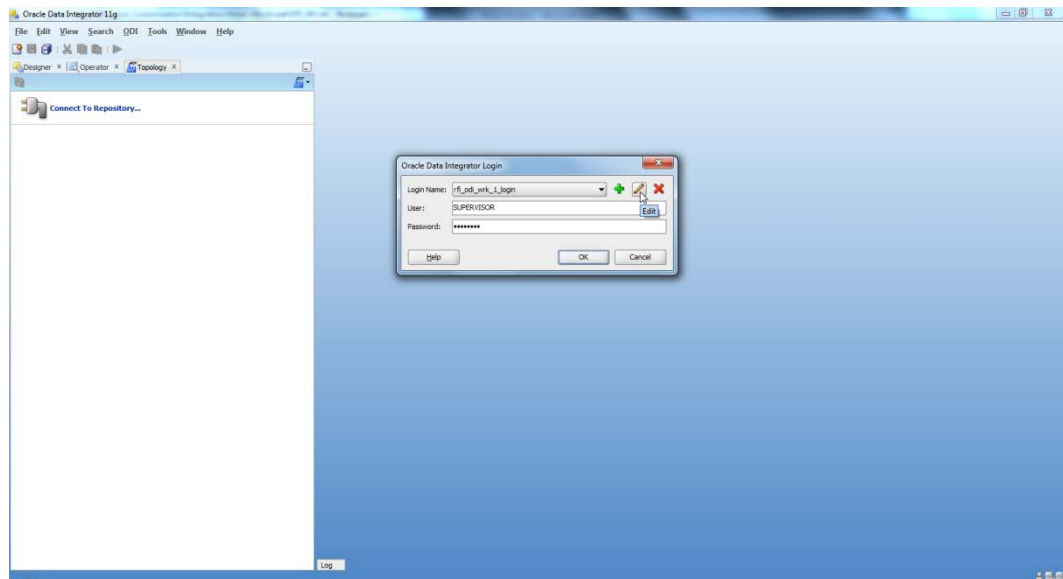 Oracle Data Integrator 11g
File Edit View Search ODI Tools Window Help
Designer x Operator x Topology x
Connect To Repository...
Oracle Data Integrator Login
Login Name: rfi_odi_wrk_1_login
User: SUPERVISOR
Edit
Password: ••••••••
Help OK Cancel
Log